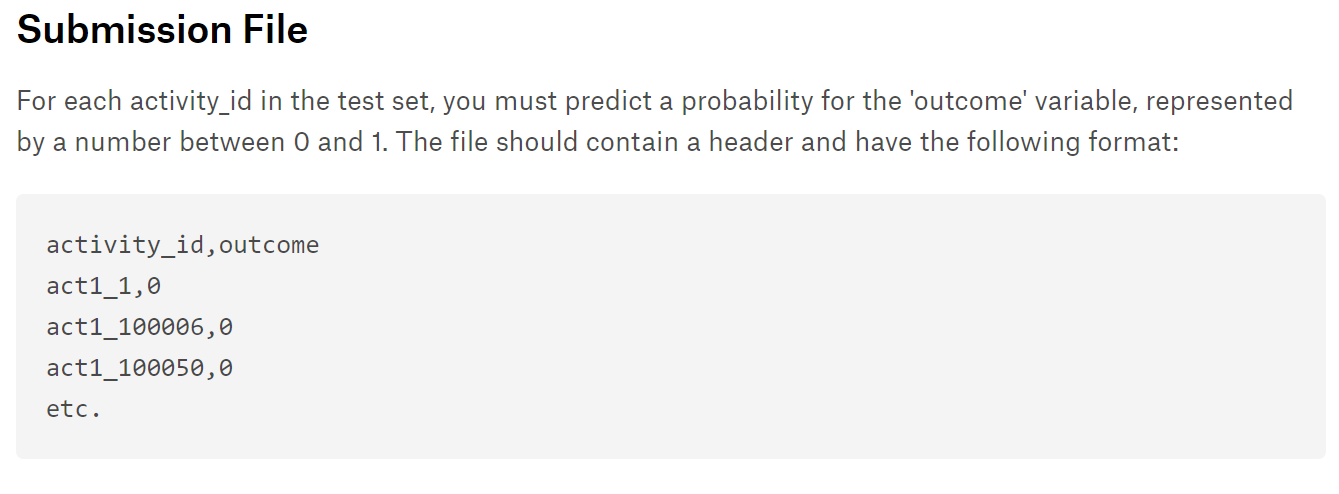 Submission File
For each activity_id in the test set, you must predict a probability for the 'outcome' variable, represented
by a number between 0 and 1. The file should contain a header and have the following format:
activity_id,outcome
act1_1,0
act1_100006,0
act1_100050,0
etc.